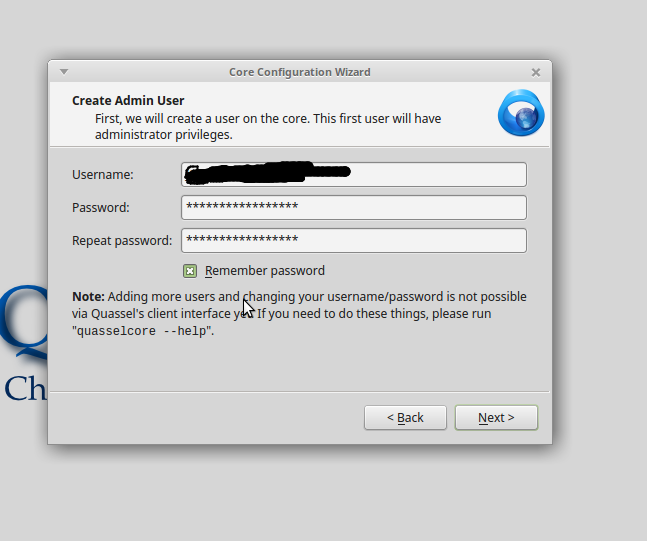 Core Configuration Wizard
Create Admin User
First, we will create a user on the core. This first user will have
administrator privileges.
Username:
Password: *****************
Repeat password: *****************
Remember password
Note: Adding more users and changing your username/password is not possible
via Quassel's client interface yet. If you need to do these things, please run
"quasselcore --help".
Q
Ch
< Back
Next >